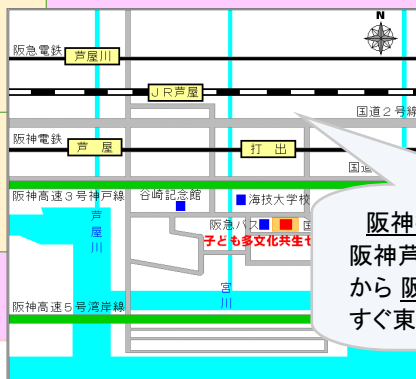 N
阪急電鉄
芦屋川
ＪＲ芦屋
国道２号線
阪神電鉄
芦 屋
打 出
国道
阪神高速３号神戸線
谷崎記念館
海技大学校
芦屋川
阪急バス
国
子ども多文化共生セ
宮川
阪神高速５号湾岸線
阪神
阪神芦
から 阪
すぐ東